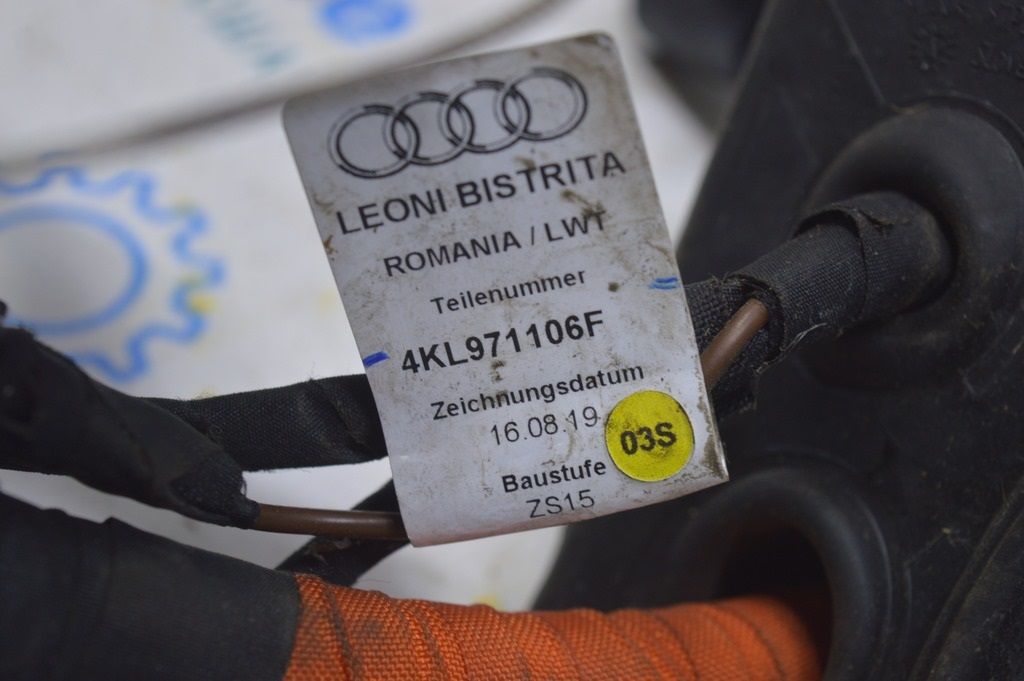 LEONI BISTRITA
ROMANIA / LWT
Teilenummer
4KL971106F
Zeichnungsdatum
16.08.19
03S
Baustufe
ZS15